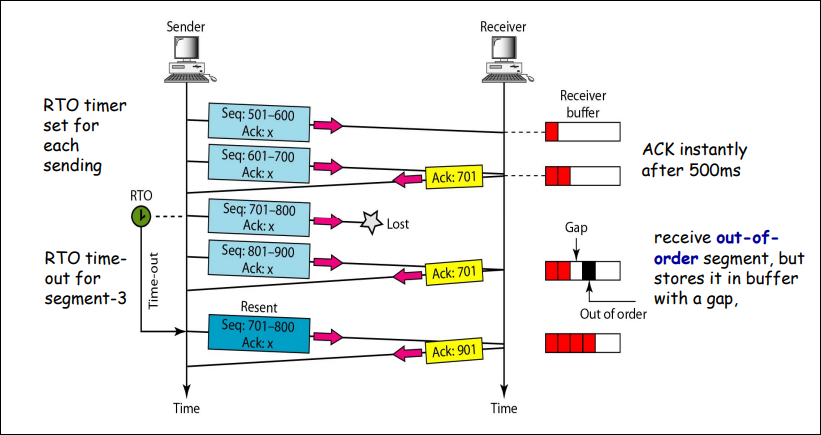 Sender
Receiver
RTO timer
set for
each
sending
Seq: 501–600
Ack: x
Receiver
buffer
Seq: 601–700
Ack: x
Ack: 701
ACK instantly
after 500ms
RTO
Seq: 701–800
Ack: x
Lost
RTO time-
out for
segment-3
Time-out
Seq: 801–900
Ack: x
Ack: 701
Gap
Out of order
receive out-of-
order segment, but
stores it in buffer
with a gap,
Resent
Seq: 701–800
Ack: x
Ack: 901
Time
Time